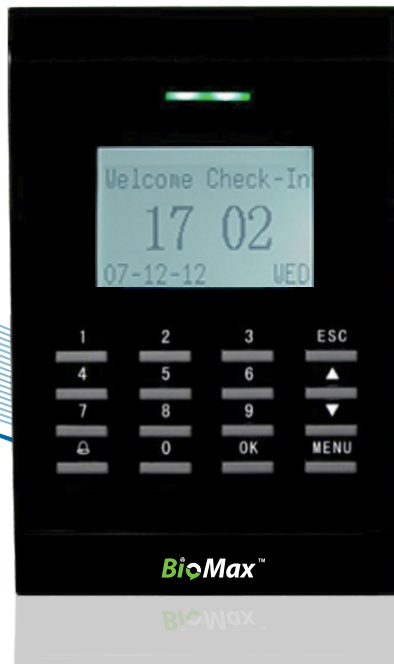 Welcome Check-In
17 02
07-12-12 WED
1 2 3 ESC
4 5 6 ▲
7 8 9 ▼
0 OK MENU
BioMax™